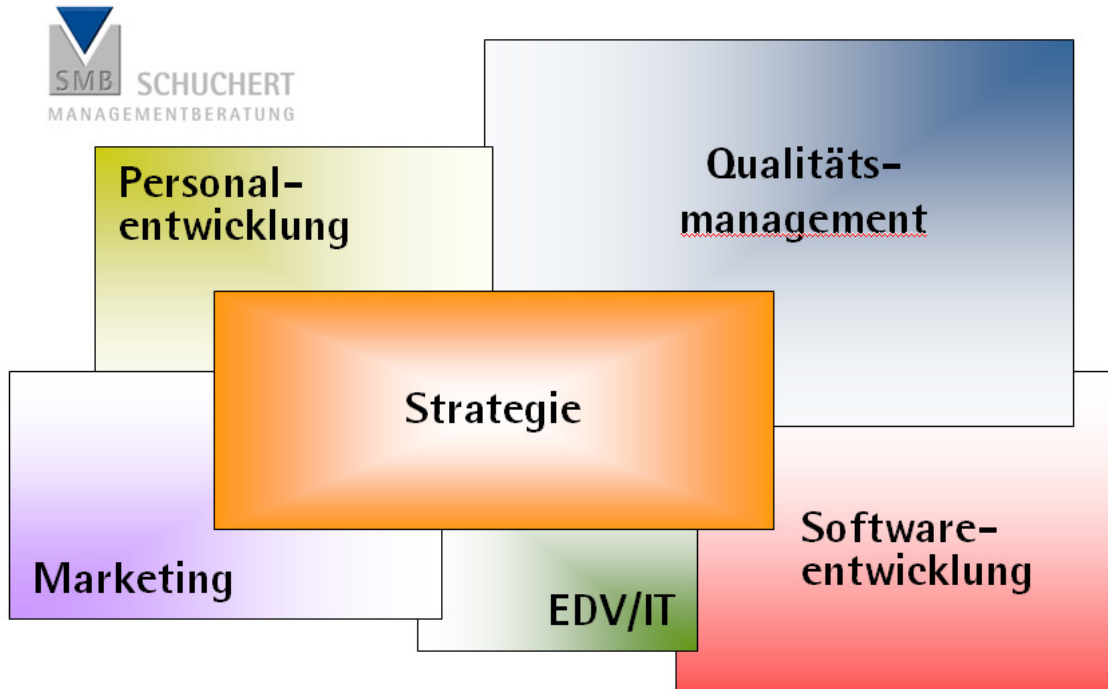 SMB SCHUCHERT
MANAGEMENTBERATUNG
Personal-
entwicklung
Qualitäts-
management
Strategie
Marketing
EDV/IT
Software-
entwicklung